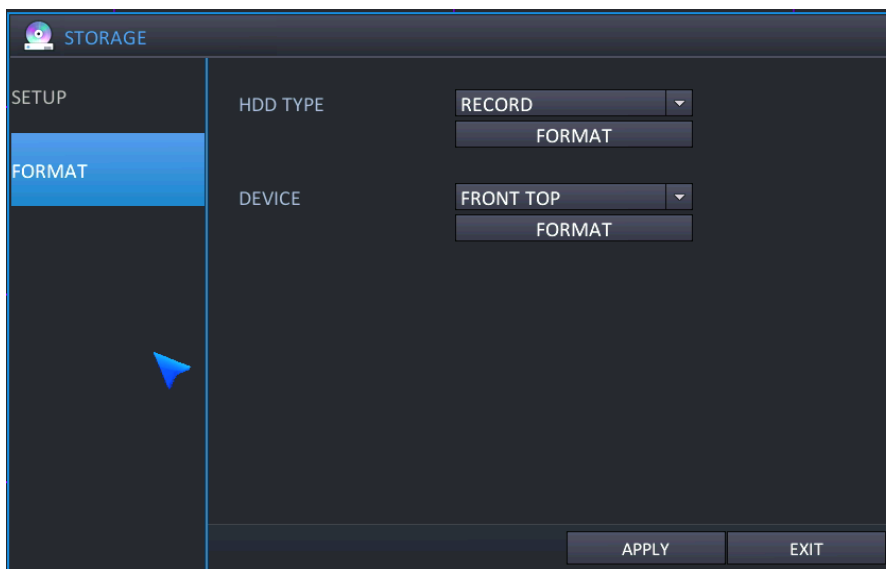 STORAGE
SETUP
FORMAT
HDD TYPE RECORD
FORMAT
DEVICE FRONT TOP
FORMAT
APPLY EXIT